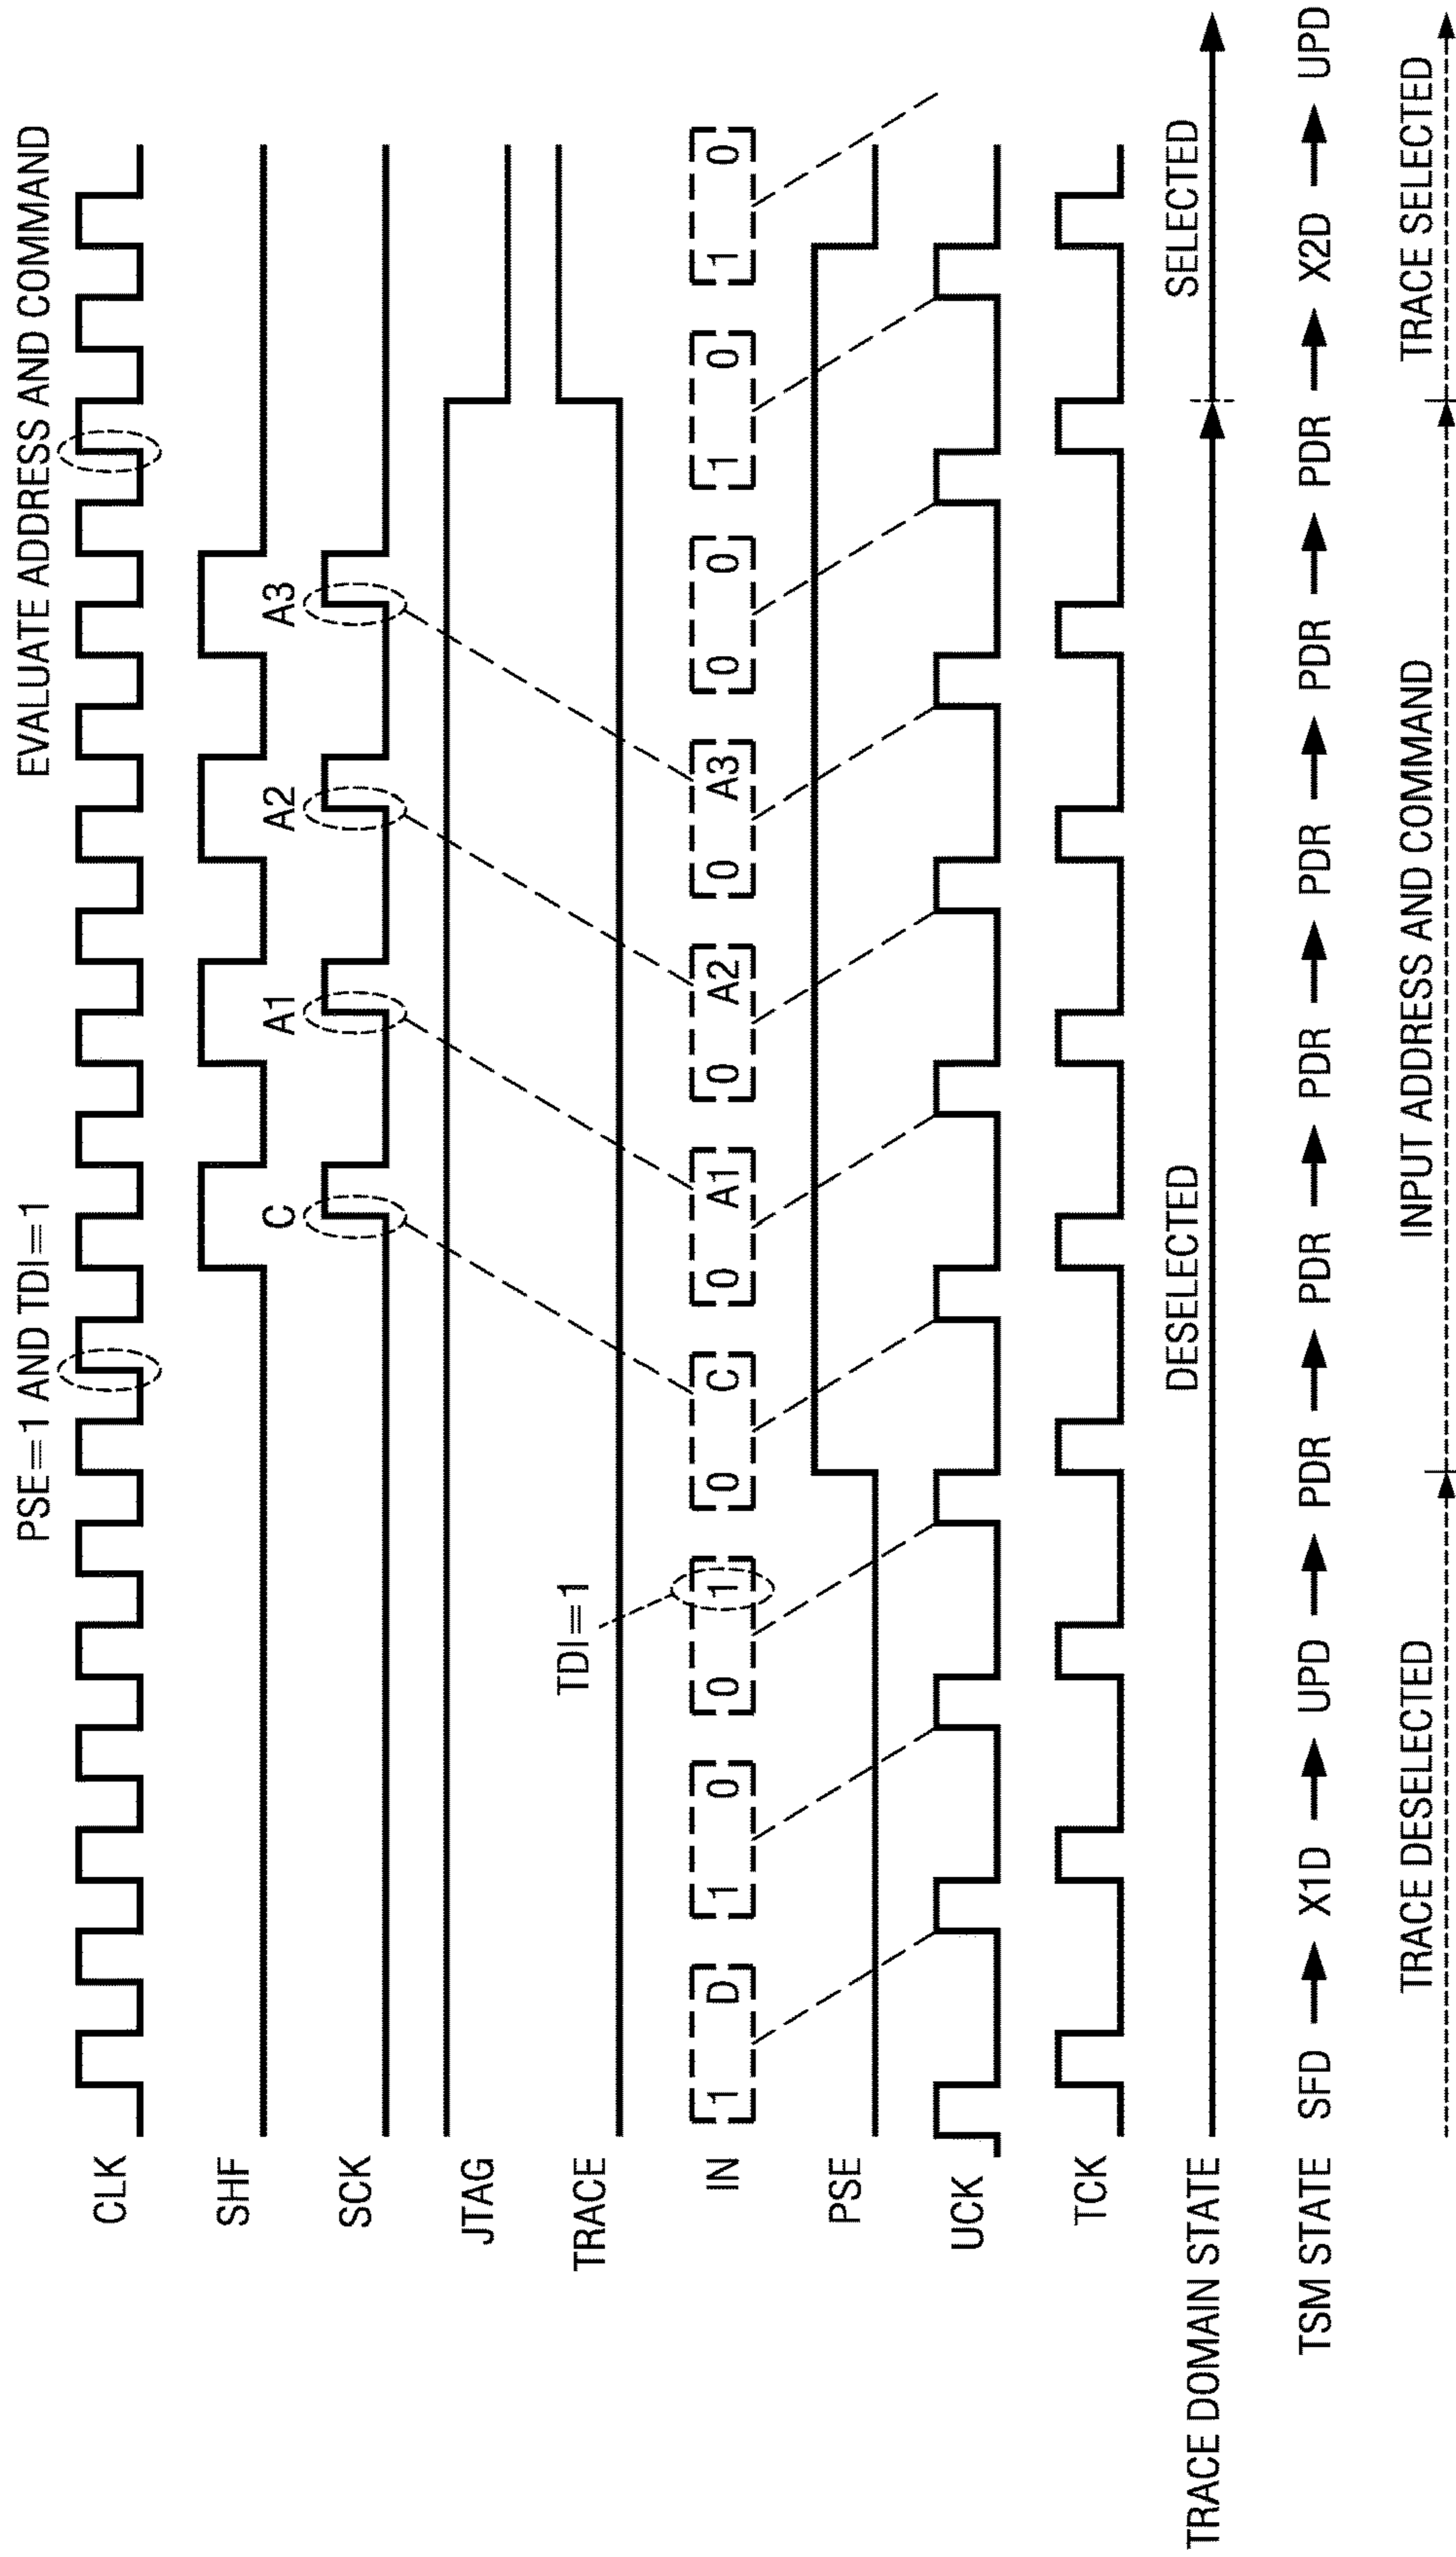 PSE=1 AND TDI=1 EVALUATE ADDRESS AND COMMAND
CLK
SHF
C A1 A2 A3
SCK
JTAG
TDI=1
TRACE
IN 1 D 1 0 0 1 0 C 0 A1 0 A2 0 A3 0 0 1 0 1 0
PSE
UCK
TCK
DESELECTED SELECTED
TRACE DOMAIN STATE
TSM STATE SFD → X1D → UPD → PDR → PDR → PDR → PDR → PDR → PDR → X2D → UPD
TRACE DESELECTED INPUT ADDRESS AND COMMAND TRACE SELECTED